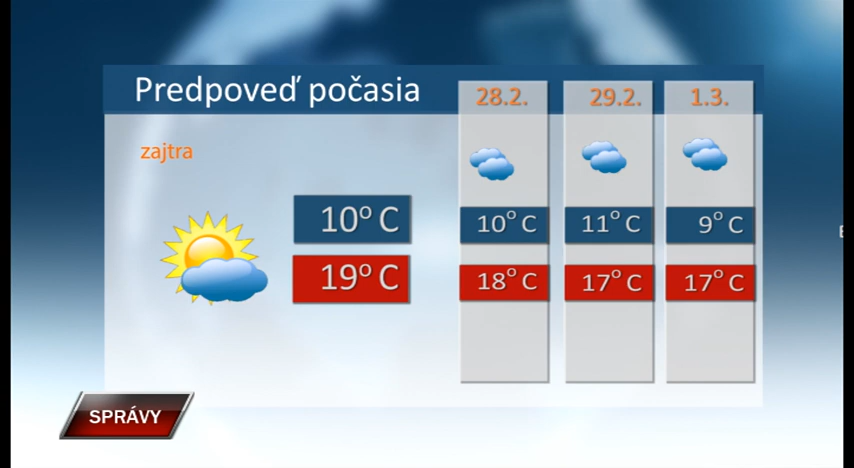 Predpoveď počasia
zajtra
10° C
19° C
28.2.
10° C
18° C
29.2.
11° C
17° C
1.3.
9° C
17° C
SPRÁVY